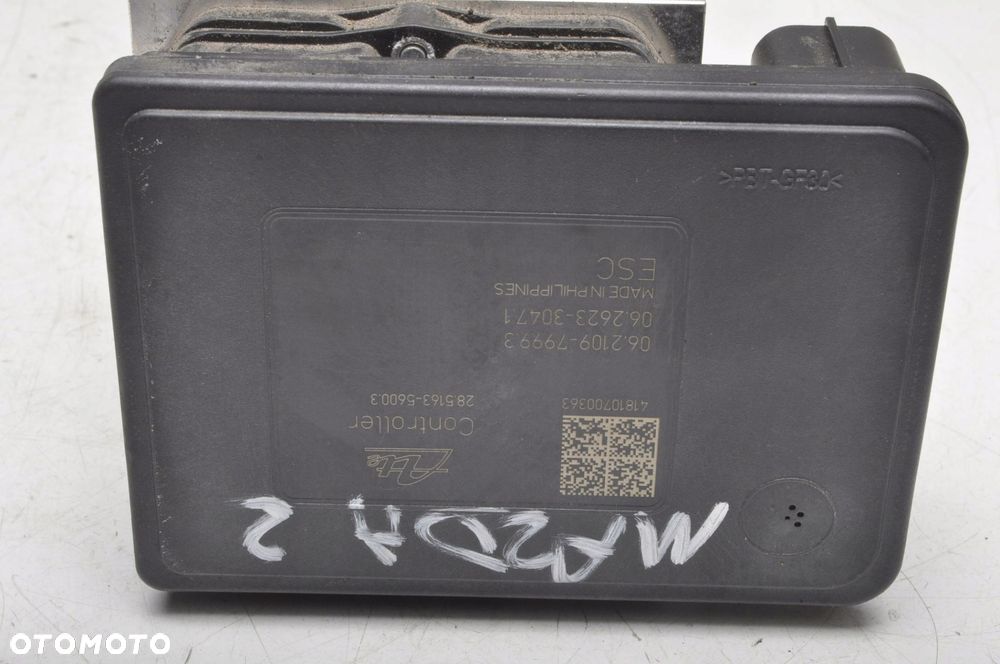 MAZDA 2
Ate
Controller
28.5163-5600.3
41810700363
06.2109-7999.3
06.2623-3047.1
MADE IN PHILIPPINES
ESC
>PBT-GF30<
OTOMOTO